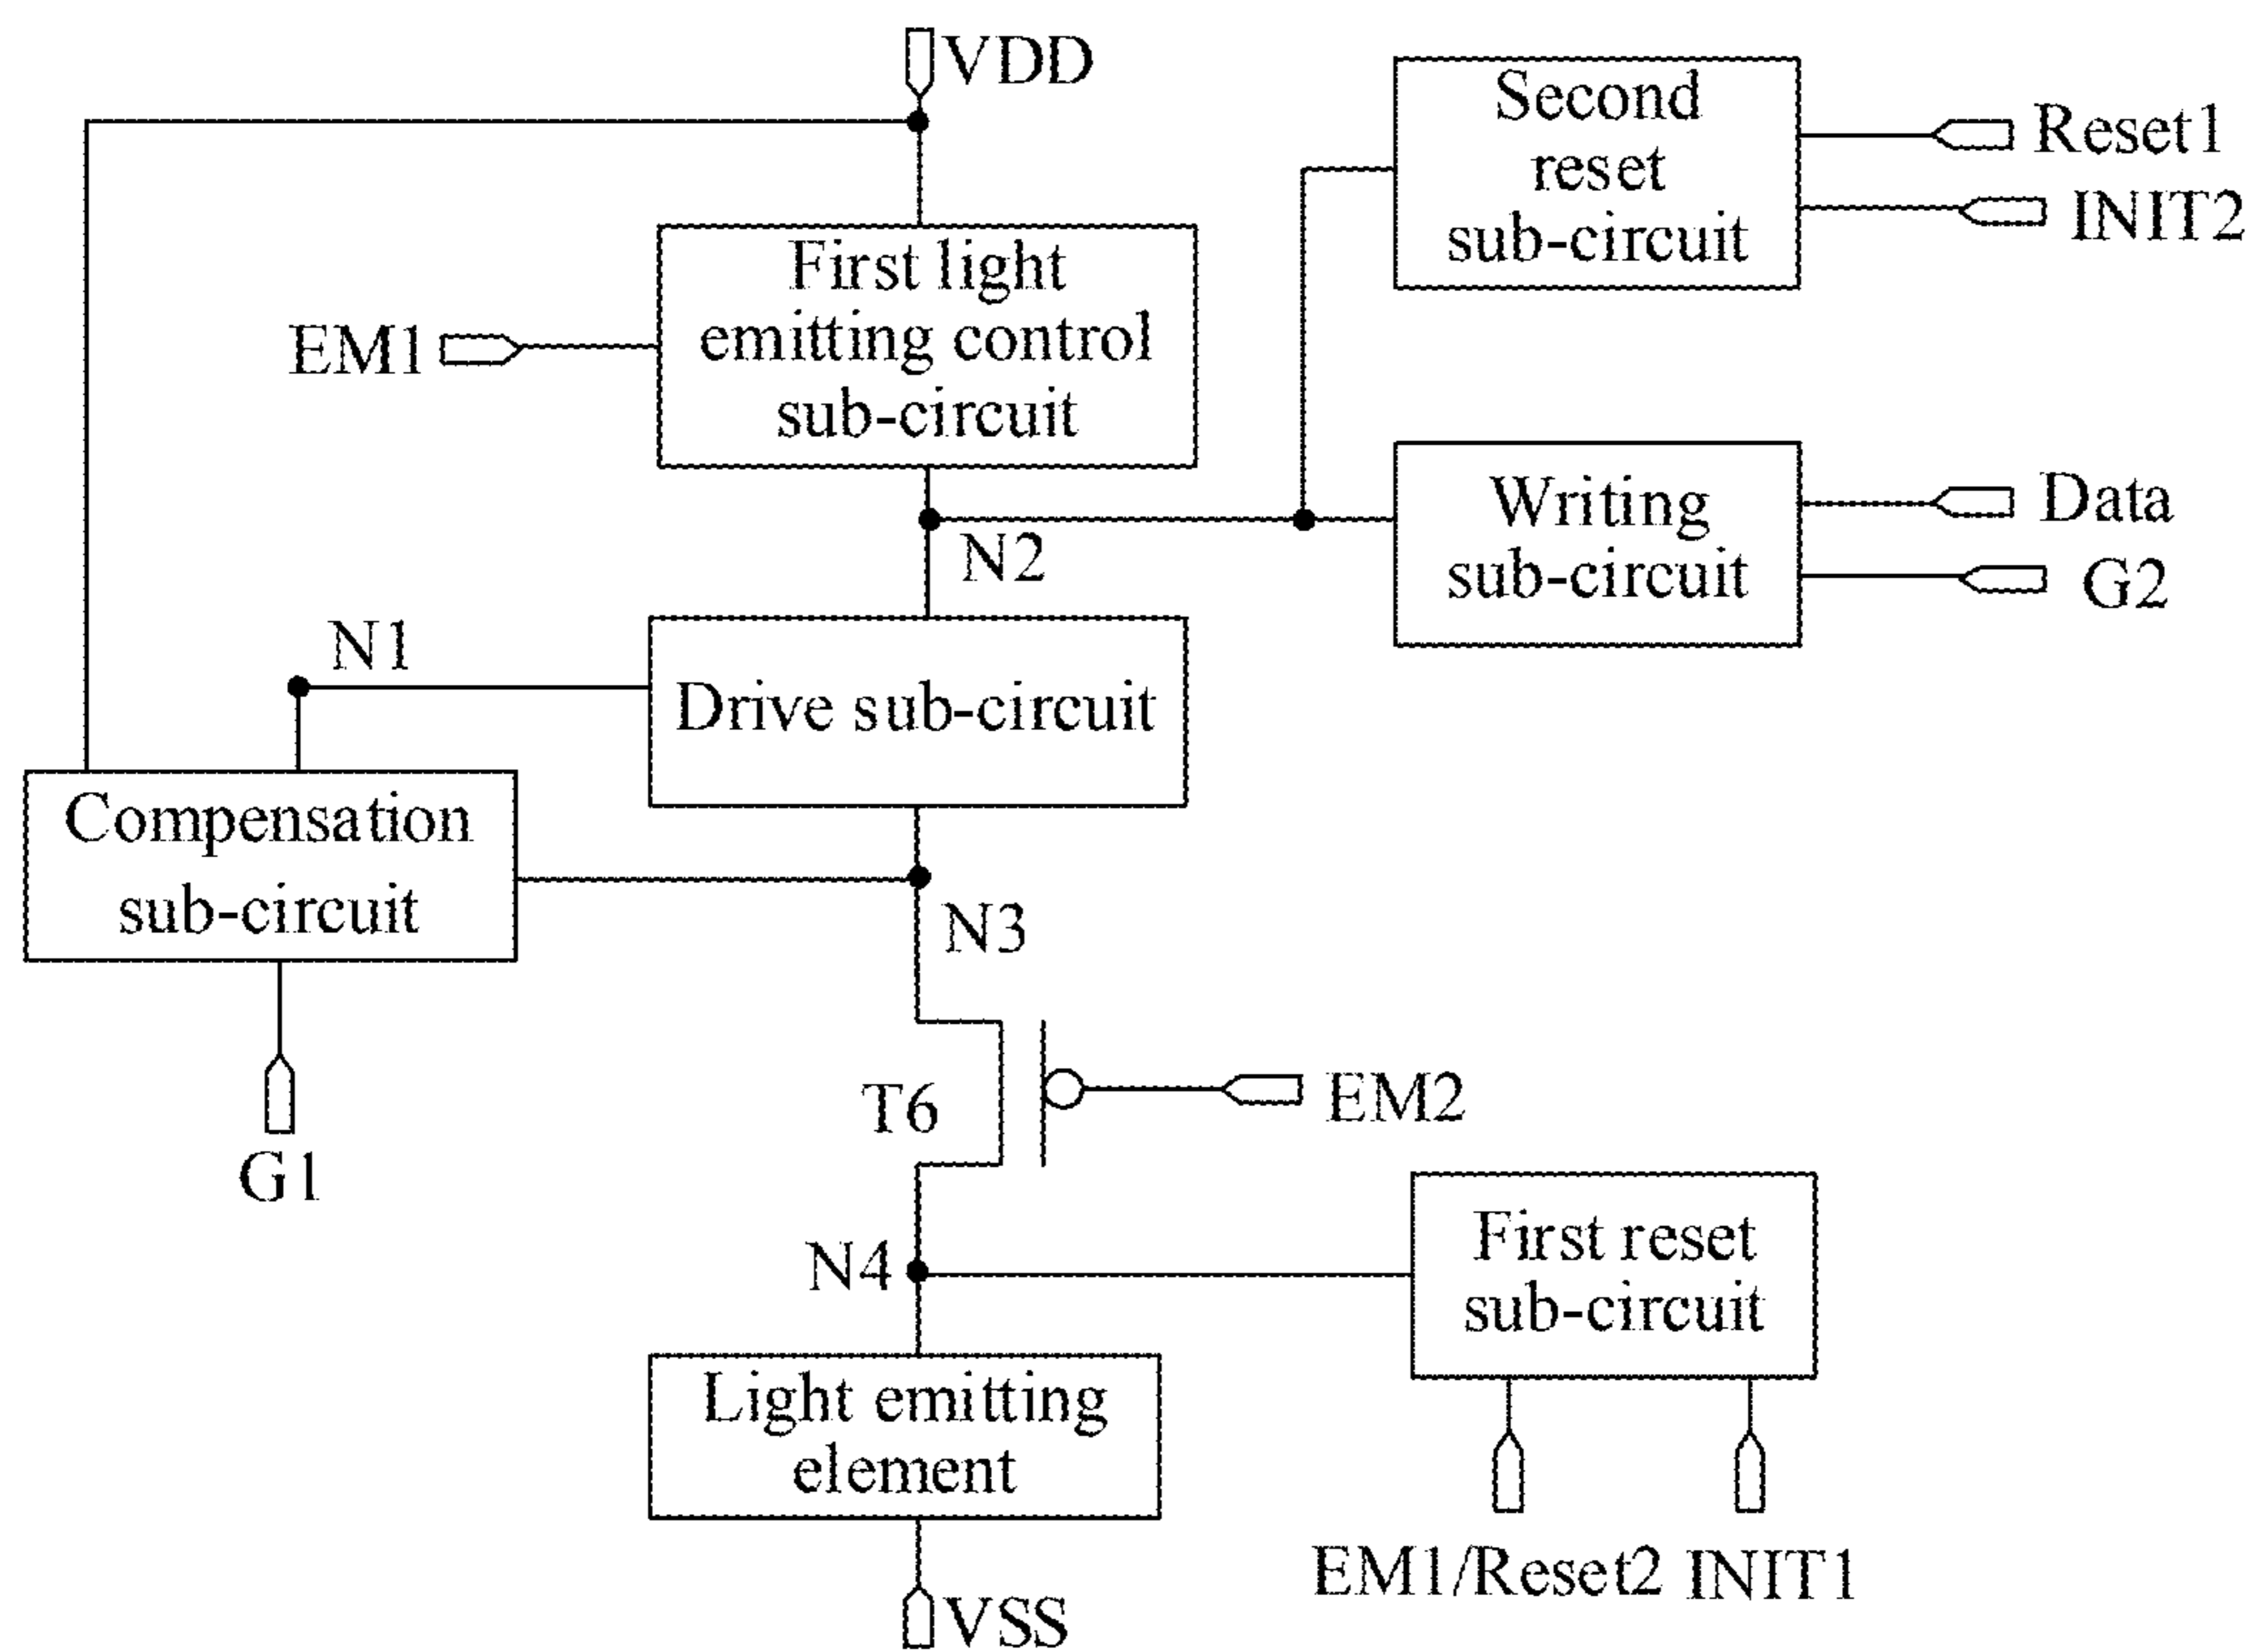 VDD
Second
reset
sub-circuit
Reset1
INIT2
First light
emitting control
sub-circuit
EM1
Writing
sub-circuit
Data
G2
N2
N1
Drive sub-circuit
Compensation
sub-circuit
N3
G1
T6
EM2
First reset
sub-circuit
N4
Light emitting
element
EM1/Reset2
INIT1
VSS